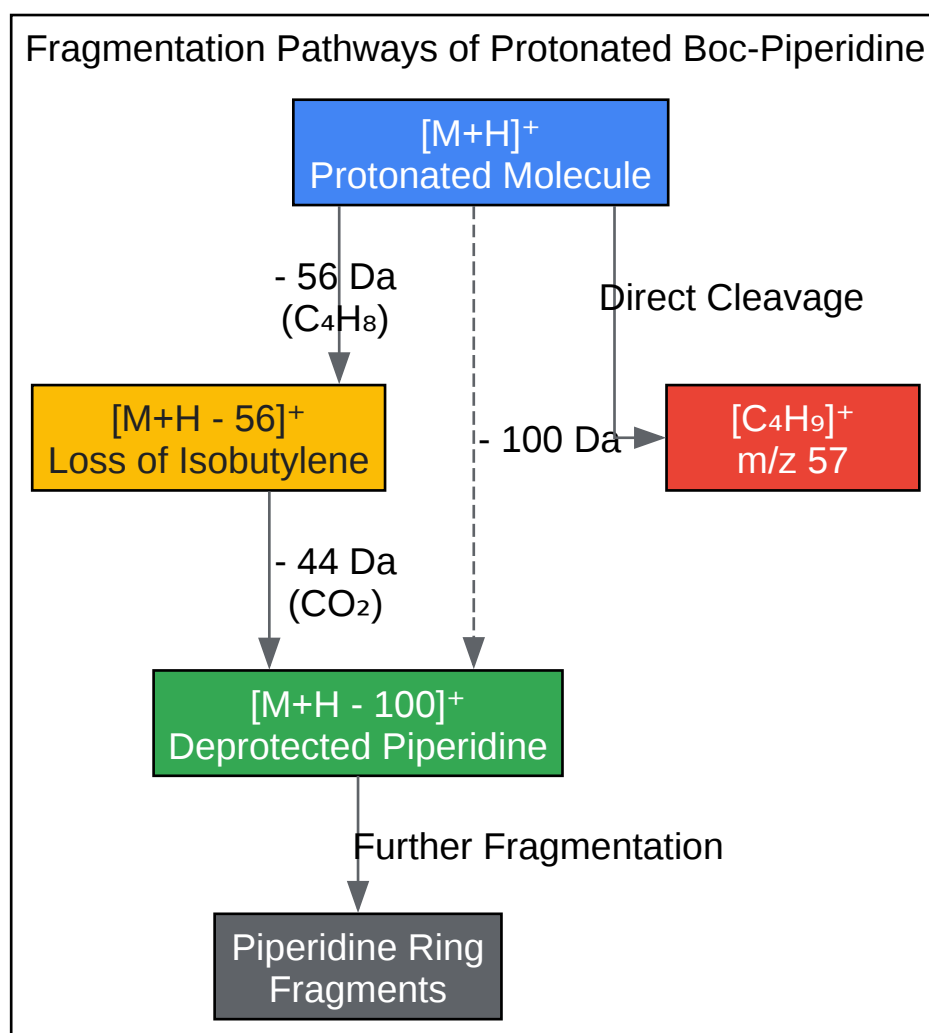 Fragmentation Pathways of Protonated Boc-Piperidine
[M+H]⁺
Protonated Molecule
- 56 Da
(C₄H₈)
Direct Cleavage
[M+H - 56]⁺
Loss of Isobutylene
- 100 Da
[C₄H₉]⁺
m/z 57
- 44 Da
(CO₂)
[M+H - 100]⁺
Deprotected Piperidine
Further Fragmentation
Piperidine Ring
Fragments